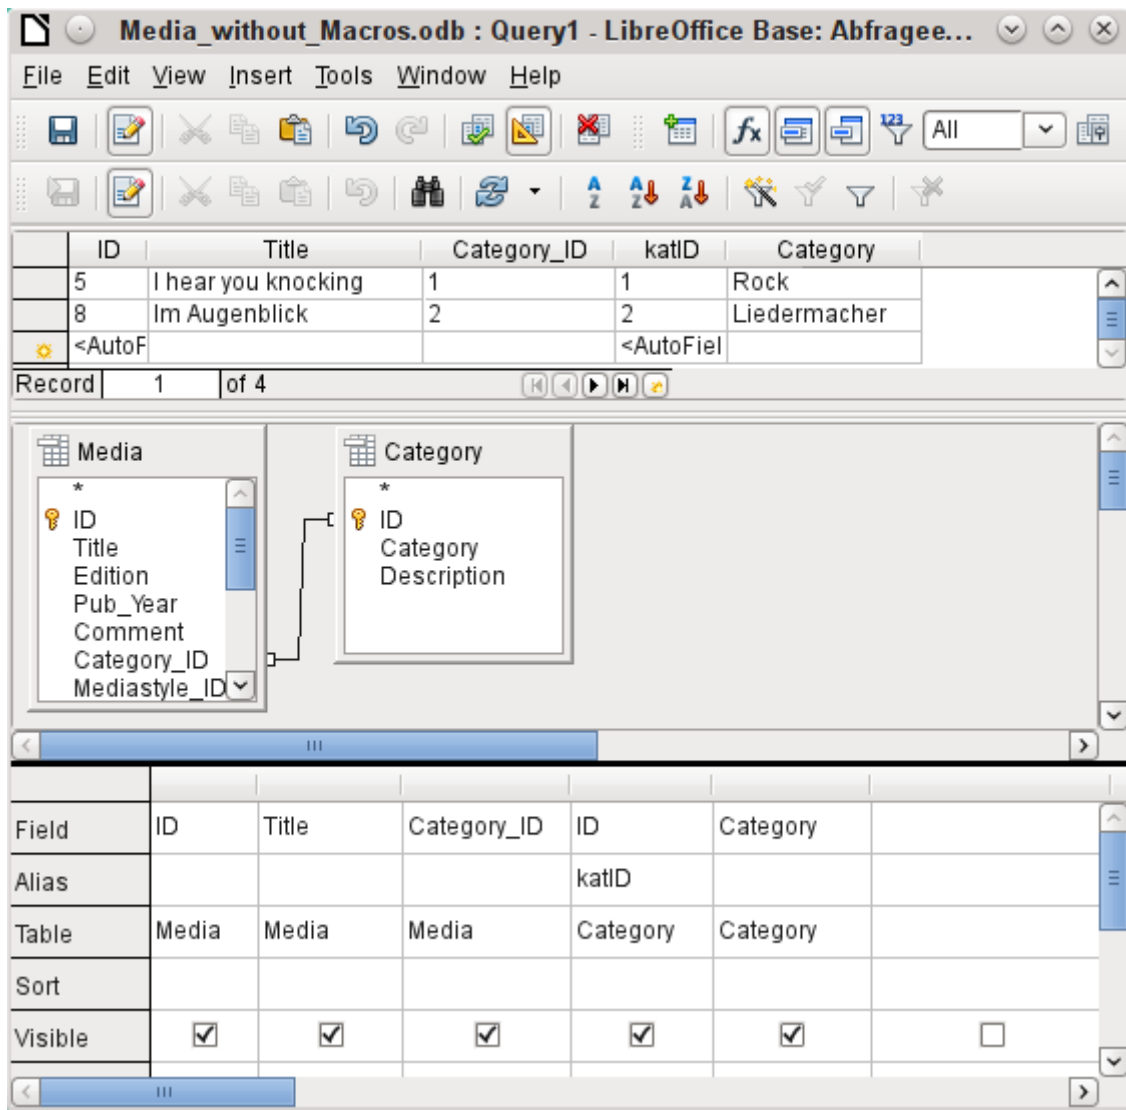 Media_without_Macros.odb : Query1 - LibreOffice Base: Abfragee...
File Edit View Insert Tools Window Help
fx 123 All
A Z A Z Z A
ID Title Category_ID katID Category
5 I hear you knocking 1 1 Rock
8 Im Augenblick 2 2 Liedermacher
<AutoF <AutoFiel
Record 1 of 4
Media Category
* *
ID ID
Title Category
Edition Description
Pub_Year
Comment
Category_ID
Mediastyle_ID
Field ID Title Category_ID ID Category
Alias katID
Table Media Media Media Category Category
Sort
Visible